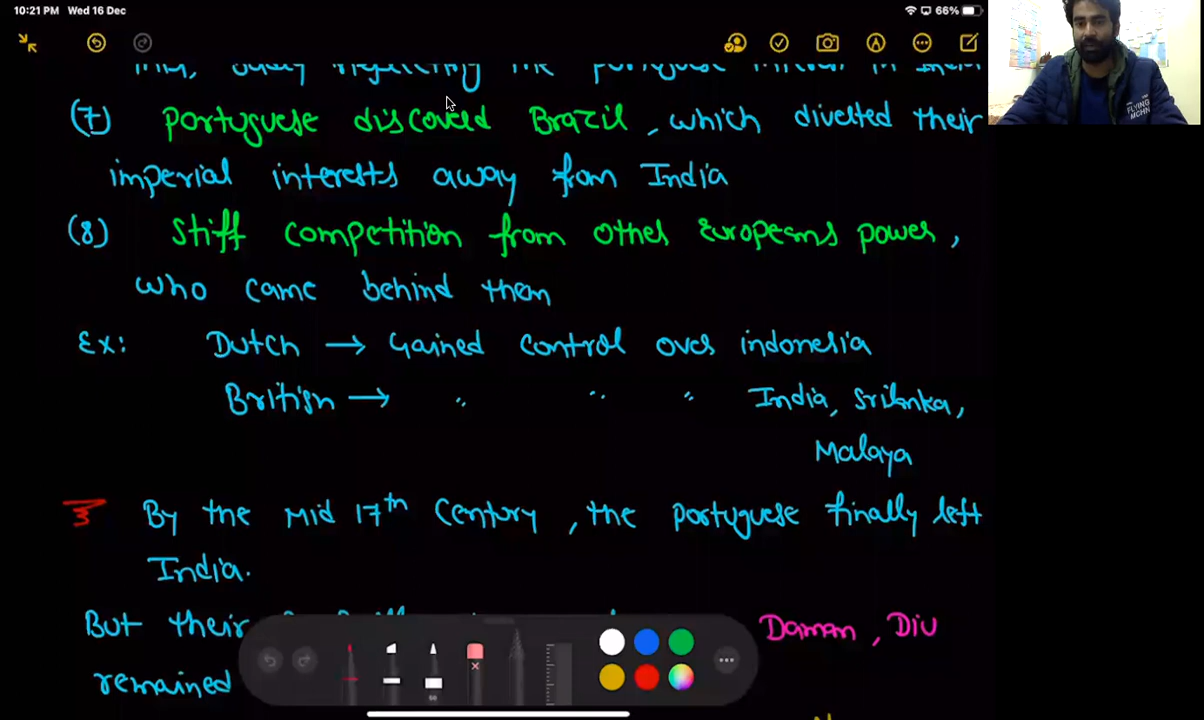 10:21 PM Wed 16 Dec
66%
(7) Portuguese discoverd Brazil, which diverted their
imperial interests away from India
(8) Stiff competition from other Europeans power,
who came behind them
Ex: Dutch → Gained control over indonesia
British → " " " India, Srilanka,
Malaya
By the Mid 17th Century, the portuguese finally left
India.
But their
Daman, Diu
remained
FLYING
MCHN